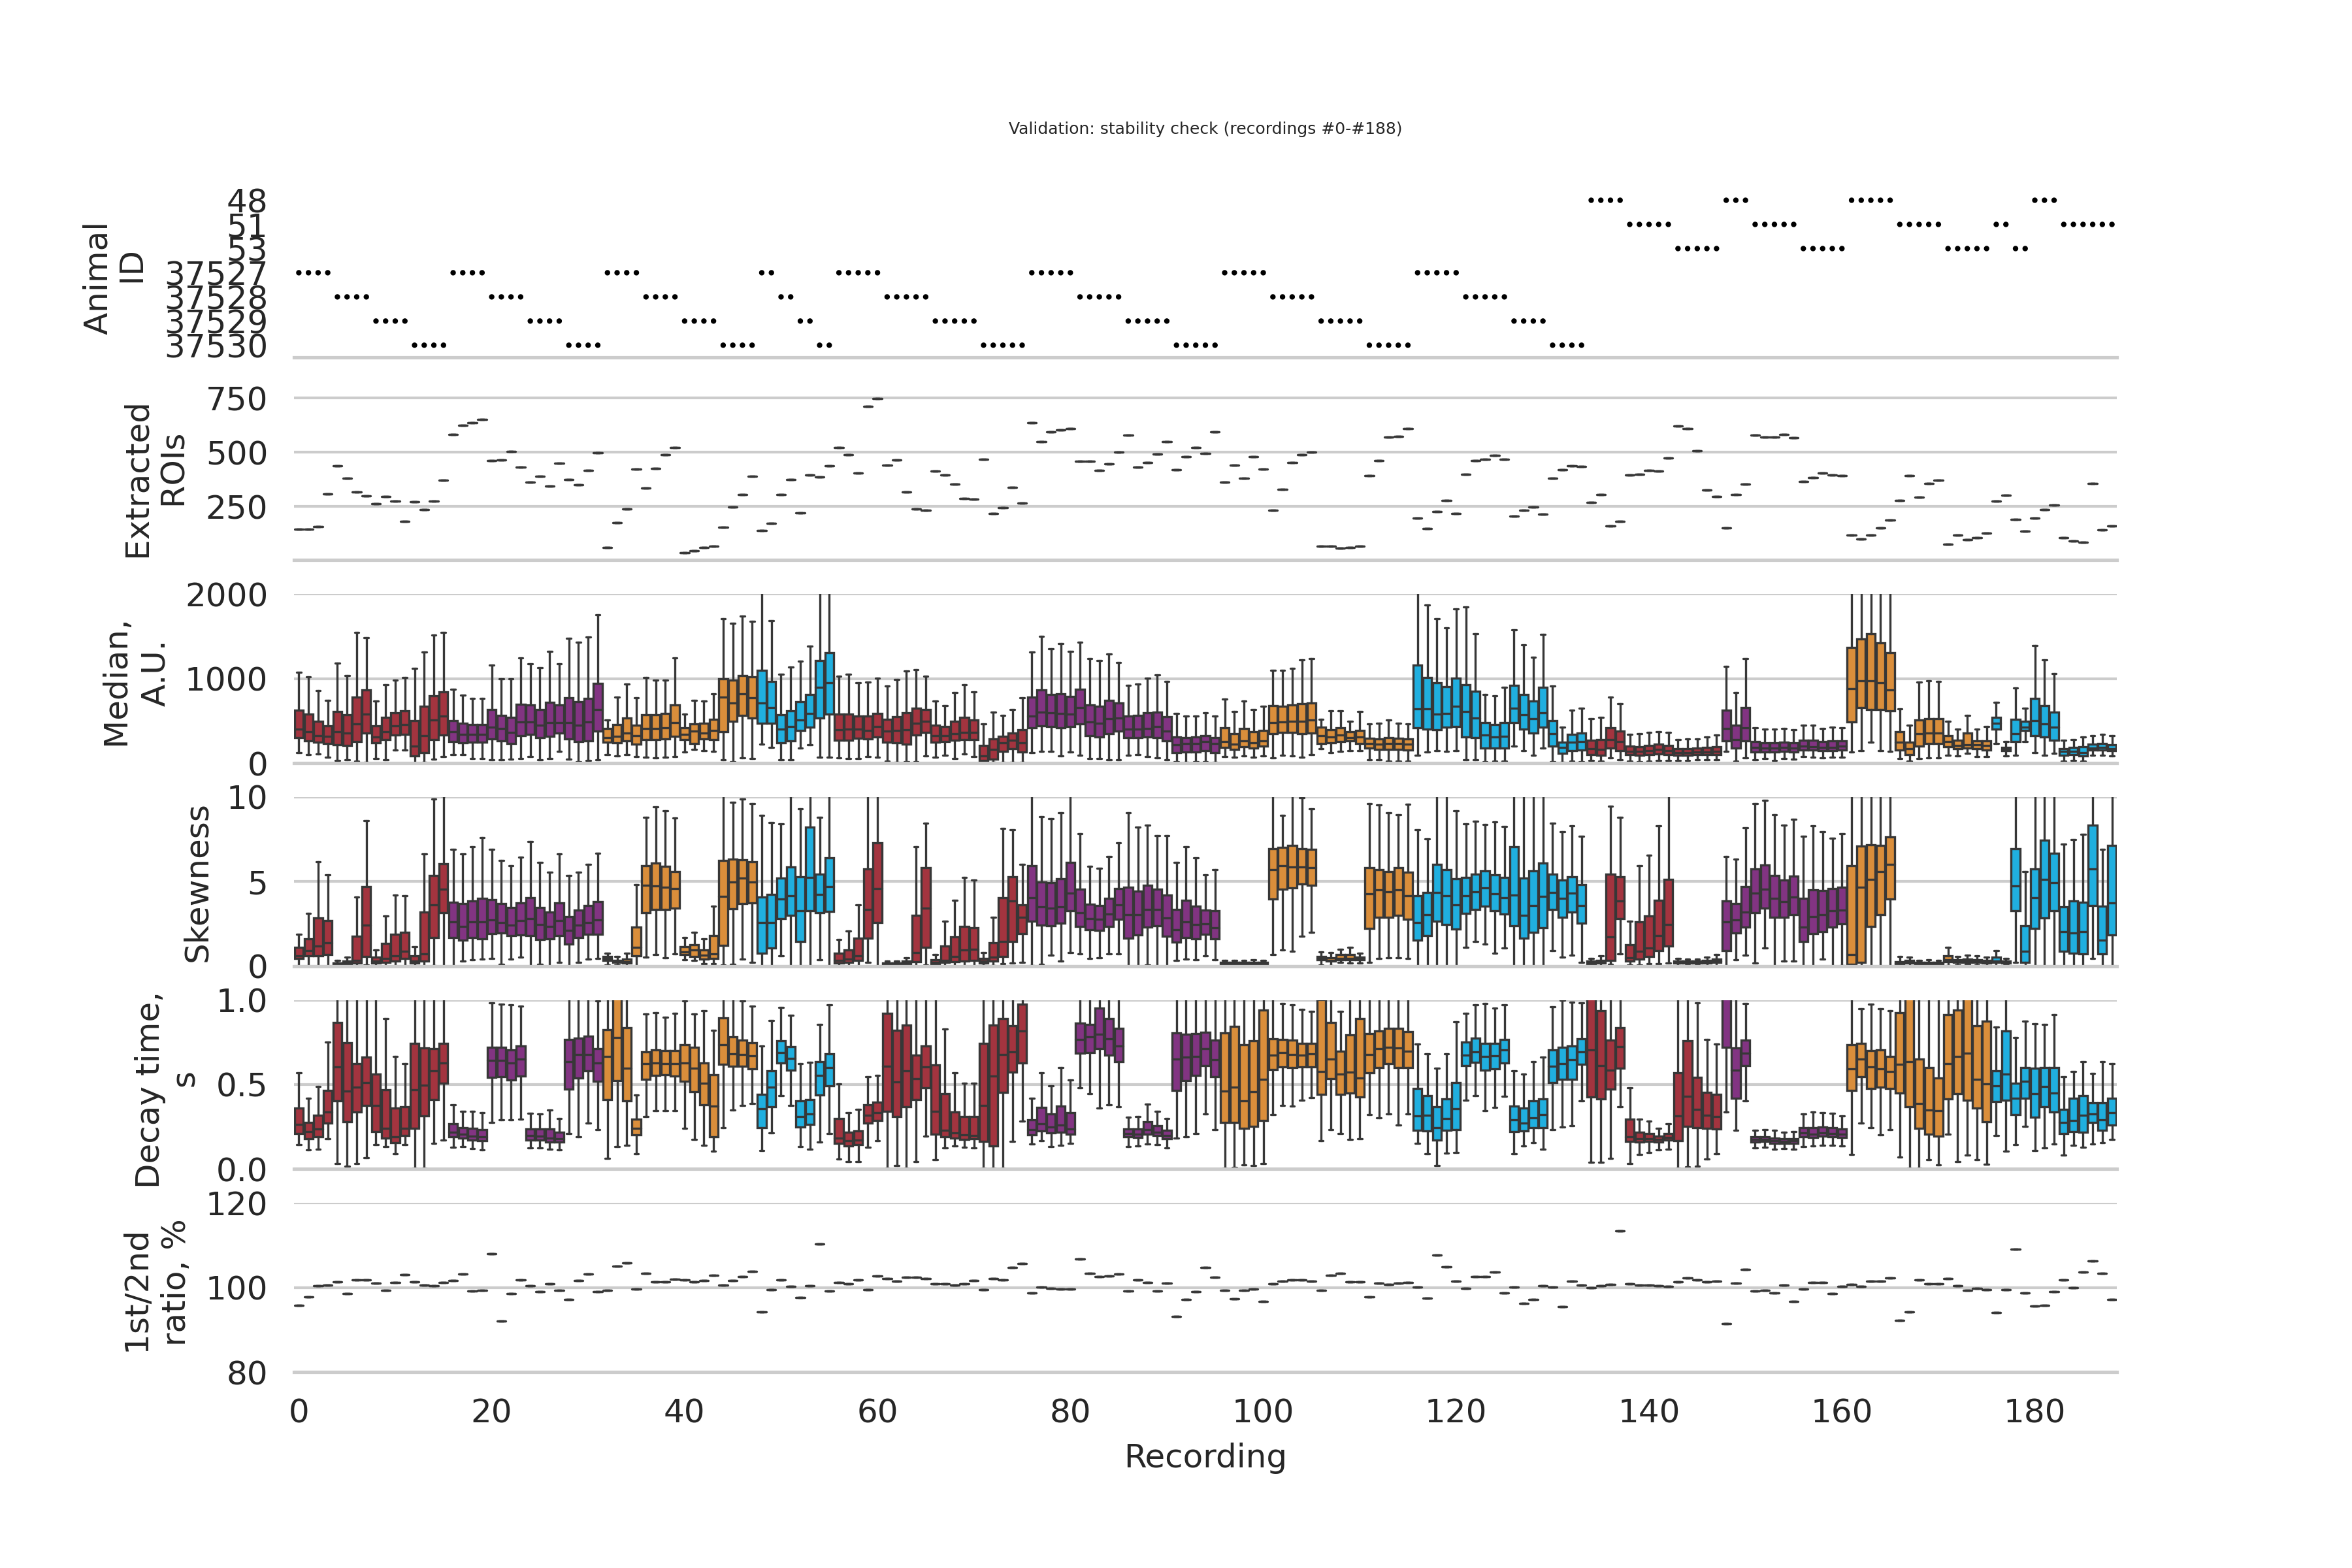 Validation: stability check (recordings #0-#188)
Animal
ID
48
51
53
37527
37528
37529
37530
Extracted
ROIs
750
500
250
Median,
A.U.
2000
1000
0
Skewness
10
5
0
Decay time,
s
1.0
0.5
0.0
1st/2nd
ratio, %
120
100
80
0 20 40 60 80 100 120 140 160 180
Recording